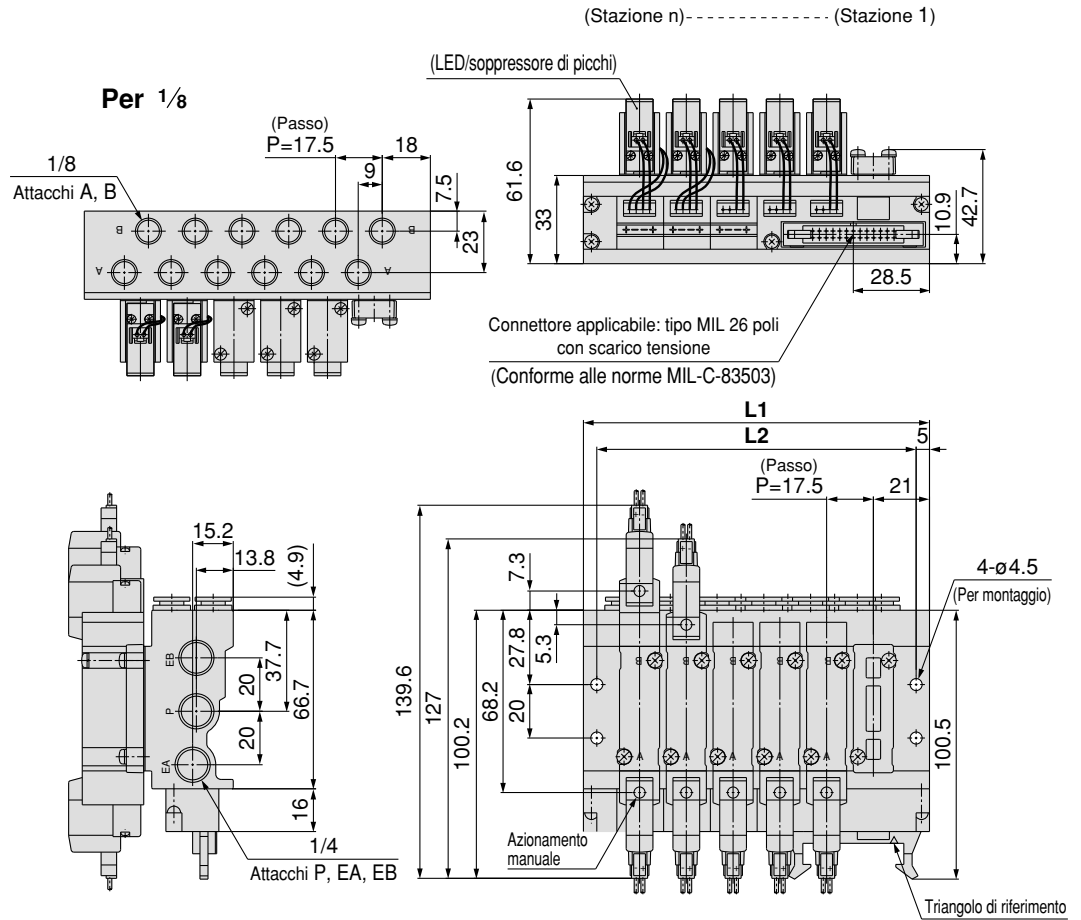 (Stazione n) (Stazione 1)
(LED/soppressore di picchi)
Per 1/8
(Passo)
P=17.5
18
9
7.5
23
1/8
Attacchi A, B
B B
A A
61.6
33
10.9
42.7
28.5
Connettore applicabile: tipo MIL 26 poli
con scarico tensione
(Conforme alle norme MIL-C-83503)
L1
L2
5
(Passo)
P=17.5
21
15.2
13.8
(4.9)
EB
P
EA
20
20
37.7
66.7
16
1/4
Attacchi P, EA, EB
139.6
127
100.2
68.2
7.3
27.8
5.3
20
B B B B B
A A A A A
4-ø4.5
(Per montaggio)
100.5
Azionamento
manuale
Triangolo di riferimento